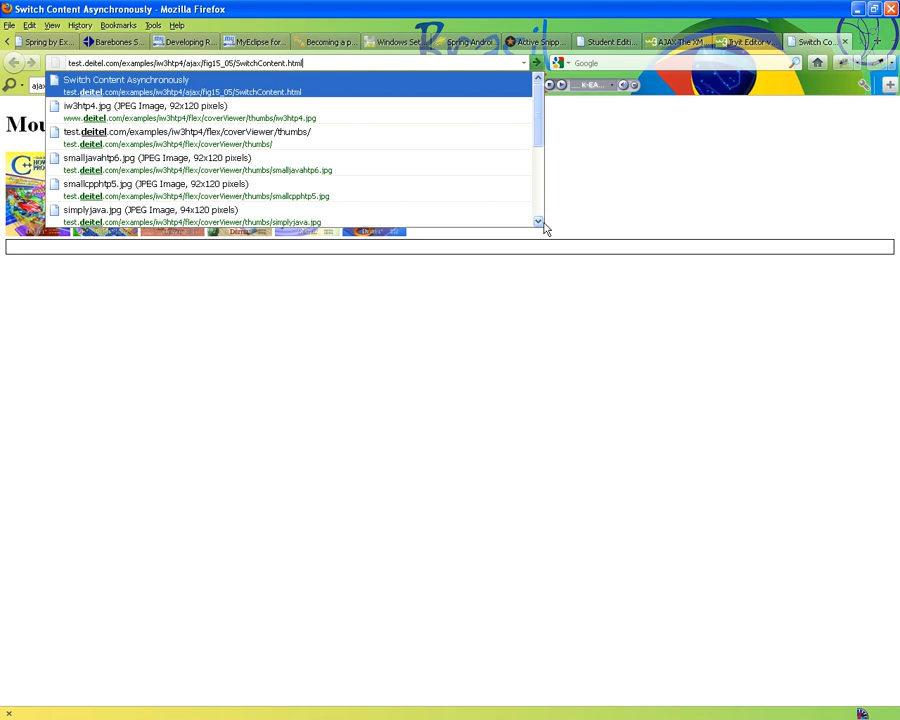 Switch Content Asynchronously - Mozilla Firefox
File Edit View History Bookmarks Tools Help
Spring by Ex... Barebones S... Developing R... MyEclipse for... Becoming a p... Windows Set... Spring Androi Online Snipp... Student Editi... AJAX The XM... Tryit Editor v... Switch Co...
test.deitel.com/examples/iw3htp4/ajax/fig15_05/SwitchContent.html Google
Switch Content Asynchronously
test.deitel.com/examples/iw3htp4/ajax/fig15_05/SwitchContent.html
iw3htp4.jpg (JPEG Image, 92x120 pixels)
www.deitel.com/examples/iw3htp4/flex/coverViewer/thumbs/iw3htp4.jpg
test.deitel.com/examples/iw3htp4/flex/coverViewer/thumbs/
test.deitel.com/examples/iw3htp4/flex/coverViewer/thumbs/
smalljavahtp6.jpg (JPEG Image, 92x120 pixels)
test.deitel.com/examples/iw3htp4/flex/coverViewer/thumbs/smalljavahtp6.jpg
smallcpphtp5.jpg (JPEG Image, 92x120 pixels)
test.deitel.com/examples/iw3htp4/flex/coverViewer/thumbs/smallcpphtp5.jpg
simplyjava.jpg (JPEG Image, 94x120 pixels)
test.deitel.com/examples/iw3htp4/flex/coverViewer/thumbs/simplyjava.jpg
ajax
Mou
C++
HOW
PRO